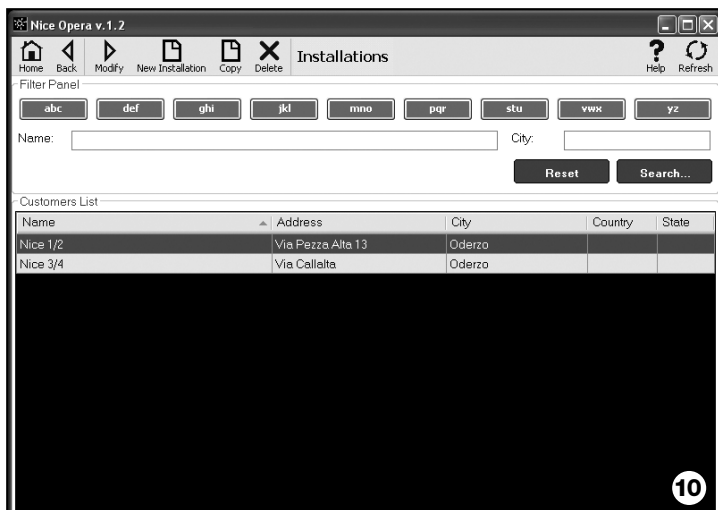 Nice Opera v.1.2
Home Back Modify New Installation Copy Delete Installations Help Refresh
Filter Panel
abc def ghi jkl mno pqr stu vwx yz
Name: City:
Reset Search...
Customers List
Name Address City Country State
Nice 1/2 Via Pezza Alta 13 Oderzo
Nice 3/4 Via Callalta Oderzo
10